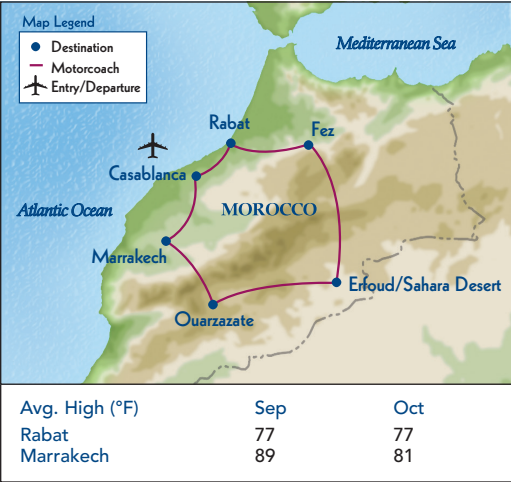 Map Legend
Destination
Motorcoach
Entry/Departure
Mediterranean Sea
Rabat
Fez
Casablanca
Atlantic Ocean
MOROCCO
Marrakech
Erfoud/Sahara Desert
Ouarzazate
Avg. High (°F) Sep Oct
Rabat 77 77
Marrakech 89 81